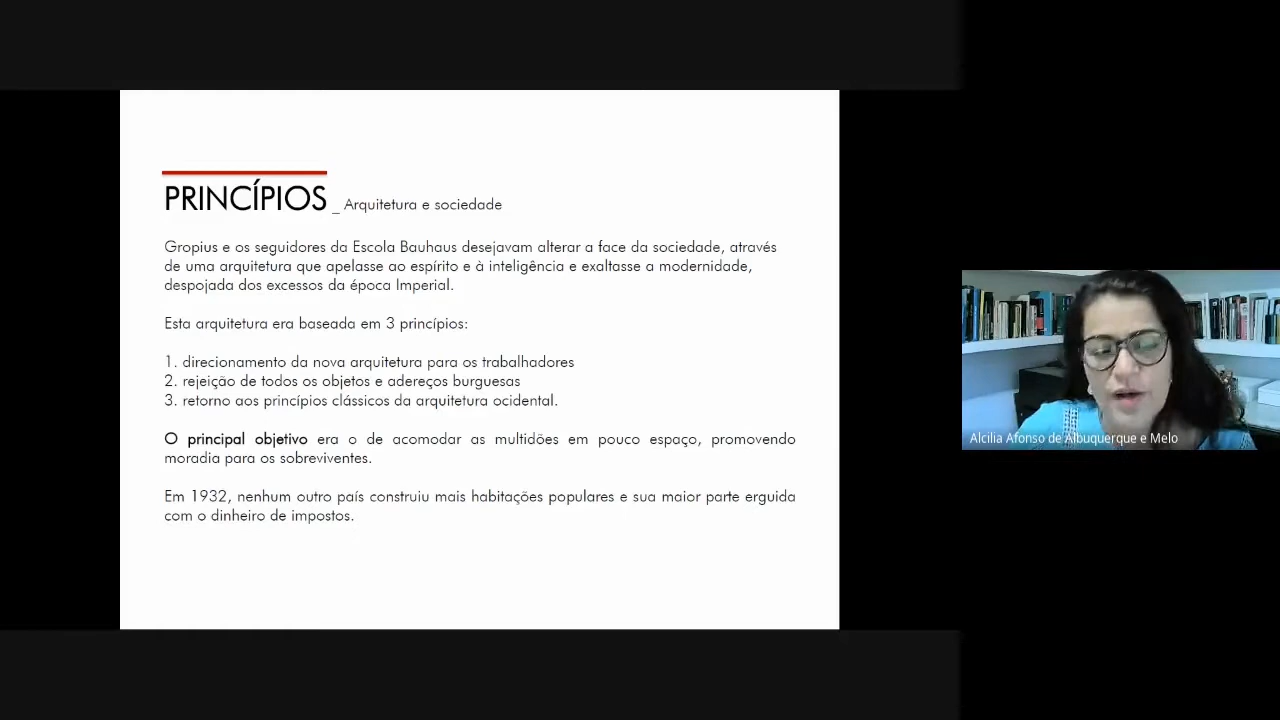 PRINCÍPIOS _ Arquitetura e sociedade
Gropius e os seguidores da Escola Bauhaus desejavam alterar a face da sociedade, através
de uma arquitetura que apelasse ao espírito e à inteligência e exaltasse a modernidade,
despojada dos excessos da época Imperial.
Esta arquitetura era baseada em 3 princípios:
1. direcionamento da nova arquitetura para os trabalhadores
2. rejeição de todos os objetos e adereços burguesas
3. retorno aos princípios clássicos da arquitetura ocidental.
O principal objetivo era o de acomodar as multidões em pouco espaço, promovendo
moradia para os sobreviventes.
Em 1932, nenhum outro país construiu mais habitações populares e sua maior parte erguida
com o dinheiro de impostos.
Alcilia Afonso de Albuquerque e Melo